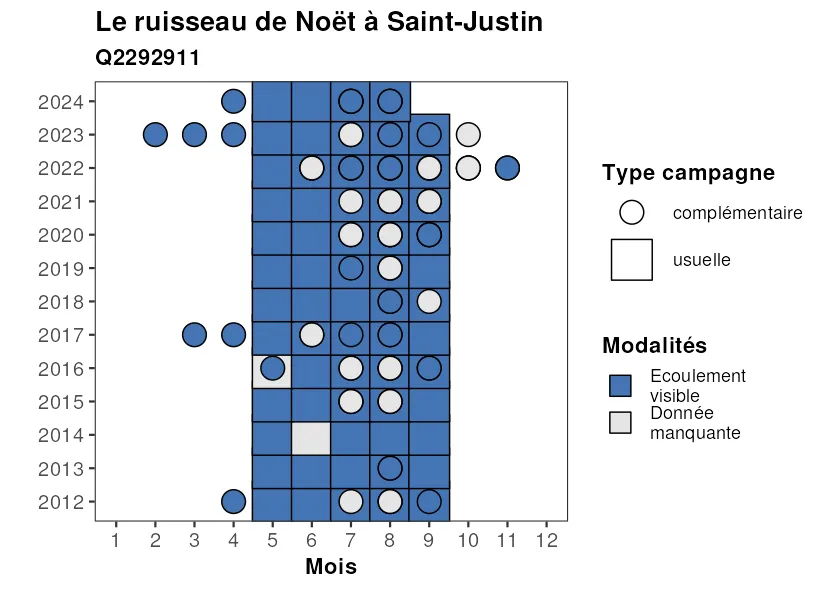 Le ruisseau de Noët à Saint-Justin
Q2292911
2024
2023
2022
2021
2020
2019
2018
2017
2016
2015
2014
2013
2012
1 2 3 4 5 6 7 8 9 10 11 12
Mois
Type campagne
complémentaire
usuelle
Modalités
Ecoulement
visible
Donnée
manquante